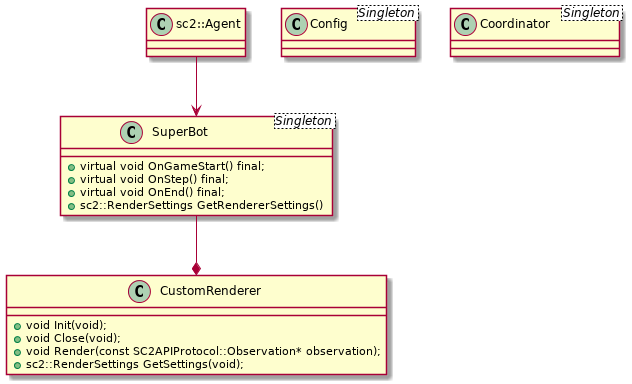 C sc2::Agent
C Config Singleton
C Coordinator Singleton
C SuperBot Singleton
virtual void OnGameStart() final;
virtual void OnStep() final;
virtual void OnEnd() final;
sc2::RenderSettings GetRendererSettings()
C CustomRenderer
void Init(void);
void Close(void);
void Render(const SC2APIProtocol::Observation* observation);
sc2::RenderSettings GetSettings(void);